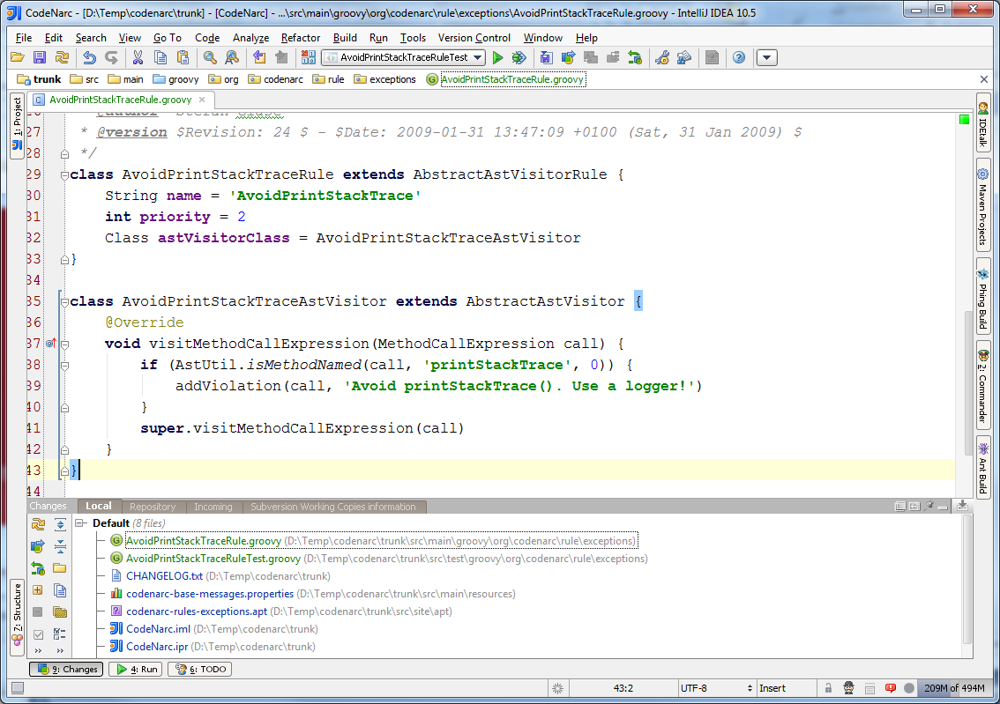 CodeNarc - [D:\Temp\codenarc\trunk] - [CodeNarc] - ...\src\main\groovy\org\codenarc\rule\exceptions\AvoidPrintStackTraceRule.groovy - IntelliJ IDEA 10.5
File Edit Search View Go To Code Analyze Refactor Build Run Tools Version Control Window Help
AvoidPrintStackTraceRuleTest
trunk src main groovy org codenarc rule exceptions AvoidPrintStackTraceRule.groovy
AvoidPrintStackTraceRule.groovy
1: Project
7: Structure
27 * @version $Revision: 24 $ - $Date: 2009-01-31 13:47:09 +0100 (Sat, 31 Jan 2009) $
28 */
29 class AvoidPrintStackTraceRule extends AbstractAstVisitorRule {
30 String name = 'AvoidPrintStackTrace'
31 int priority = 2
32 Class astVisitorClass = AvoidPrintStackTraceAstVisitor
33 }
34
35 class AvoidPrintStackTraceAstVisitor extends AbstractAstVisitor {
36 @Override
37 void visitMethodCallExpression(MethodCallExpression call) {
38 if (AstUtil.isMethodNamed(call, 'printStackTrace', 0)) {
39 addViolation(call, 'Avoid printStackTrace(). Use a logger!')
40 }
41 super.visitMethodCallExpression(call)
42 }
43 }
44
IDEtalk
Maven Projects
Phing Build
2: Commander
Ant Build
Changes Local Repository Incoming Subversion Working Copies information
Default (8 files)
AvoidPrintStackTraceRule.groovy (D:\Temp\codenarc\trunk\src\main\groovy\org\codenarc\rule\exceptions)
AvoidPrintStackTraceRuleTest.groovy (D:\Temp\codenarc\trunk\src\test\groovy\org\codenarc\rule\exceptions)
CHANGELOG.txt (D:\Temp\codenarc\trunk)
codenarc-base-messages.properties (D:\Temp\codenarc\trunk\src\main\resources)
codenarc-rules-exceptions.apt (D:\Temp\codenarc\trunk\src\site\apt)
CodeNarc.iml (D:\Temp\codenarc\trunk)
CodeNarc.ipr (D:\Temp\codenarc\trunk)
9: Changes 4: Run 6: TODO
43:2 UTF-8 Insert 209M of 494M